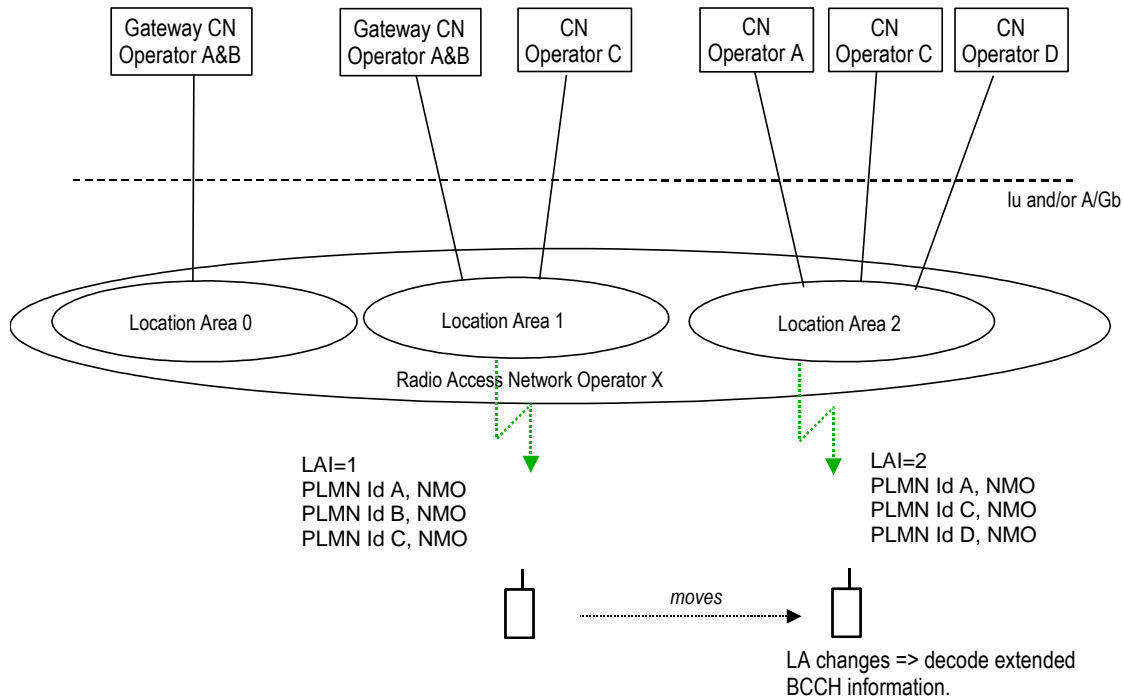 Gateway CN
Operator A&B
Gateway CN
Operator A&B
CN
Operator C
CN
Operator A
CN
Operator C
CN
Operator D
Iu and/or A/Gb
Location Area 0
Location Area 1
Location Area 2
Radio Access Network Operator X
LAI=1
PLMN Id A, NMO
PLMN Id B, NMO
PLMN Id C, NMO
LAI=2
PLMN Id A, NMO
PLMN Id C, NMO
PLMN Id D, NMO
moves
LA changes => decode extended
BCCH information.